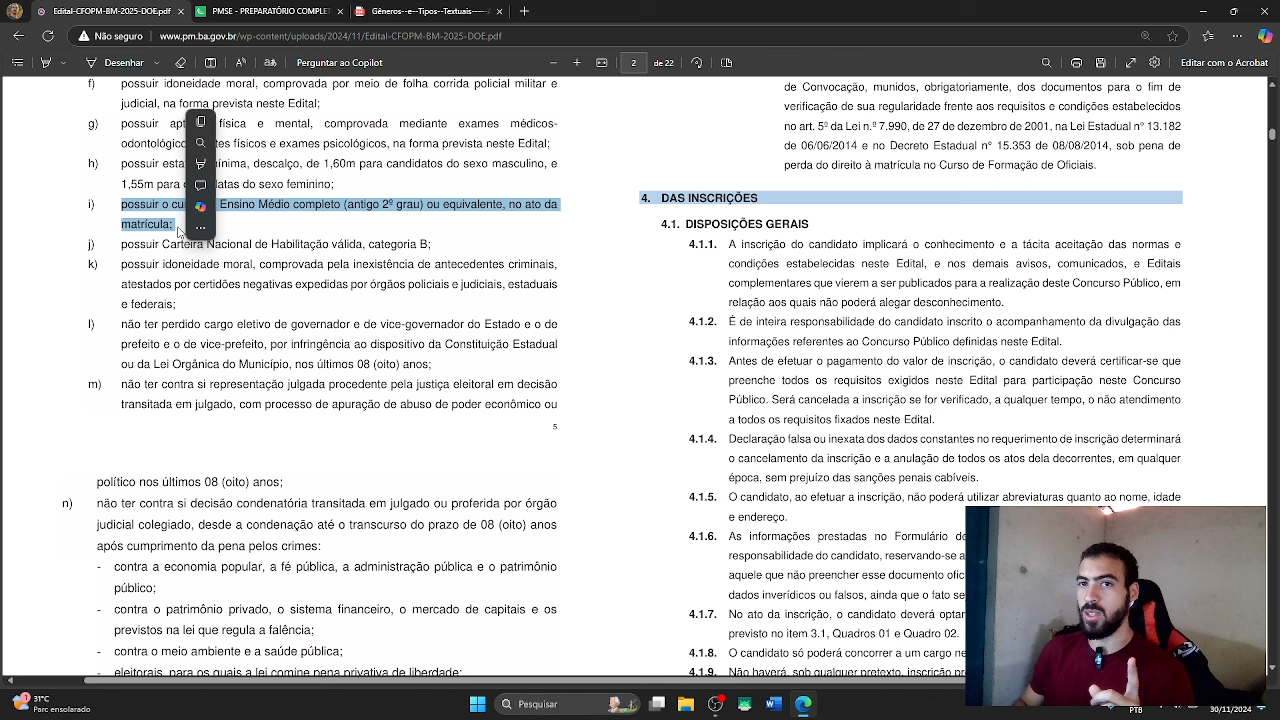 Edital-CFOPM-BM-2025-DOE.pdf
PMSE - PREPARATÓRIO COMPLET
Gêneros---Tipos--Textuais---7
Não seguro
www.pm.ba.gov.br/wp-content/uploads/2024/11/Edital-CFOPM-BM-2025-DOE.pdf
Desenhar
Perguntar ao Copilot
2
de 22
Editar com o Acrobat
f) possuir idoneidade moral, comprovada por meio de folha corrida policial militar e
judicial, na forma prevista neste Edital;
g) possuir física e mental, comprovada mediante exames médicos-
odontológico físicos e exames psicológicos, na forma prevista neste Edital;
h) possuir descalço, de 1,60m para candidatos do sexo masculino, e
1,55m para do sexo feminino;
i) possuir o Ensino Médio completo (antigo 2º grau) ou equivalente, no ato da
matrícula;
j) possuir Carteira Nacional de Habilitação válida, categoria B;
k) possuir idoneidade moral, comprovada pela inexistência de antecedentes criminais,
atestados por certidões negativas expedidas por órgãos policiais e judiciais, estaduais
e federais;
l) não ter perdido cargo eletivo de governador e de vice-governador do Estado e o de
prefeito e o de vice-prefeito, por infringência ao dispositivo da Constituição Estadual
ou da Lei Orgânica do Município, nos últimos 08 (oito) anos;
m) não ter contra si representação julgada procedente pela justiça eleitoral em decisão
transitada em julgado, com processo de apuração de abuso de poder econômico ou
5
político nos últimos 08 (oito) anos;
n) não ter contra si decisão condenatória transitada em julgado ou proferida por órgão
judicial colegiado, desde a condenação até o transcurso do prazo de 08 (oito) anos
após cumprimento da pena pelos crimes:
- contra a economia popular, a fé pública, a administração pública e o patrimônio
público;
- contra o patrimônio privado, o sistema financeiro, o mercado de capitais e os
previstos na lei que regula a falência;
- contra o meio ambiente e a saúde pública;
- eleitorais, para os quais a lei comine pena privativa de liberdade;
de Convocação, munidos, obrigatoriamente, dos documentos para o fim de
verificação de sua regularidade frente aos requisitos e condições estabelecidos
no art. 5º da Lei n.º 7.990, de 27 de dezembro de 2001, na Lei Estadual n° 13.182
de 06/06/2014 e no Decreto Estadual n° 15.353 de 08/08/2014, sob pena de
perda do direito à matrícula no Curso de Formação de Oficiais.
4. DAS INSCRIÇÕES
4.1. DISPOSIÇÕES GERAIS
4.1.1. A inscrição do candidato implicará o conhecimento e a tácita aceitação das normas e
condições estabelecidas neste Edital, e nos demais avisos, comunicados, e Editais
complementares que vierem a ser publicados para a realização deste Concurso Público, em
relação aos quais não poderá alegar desconhecimento.
4.1.2. É de inteira responsabilidade do candidato inscrito o acompanhamento da divulgação das
informações referentes ao Concurso Público definidas neste Edital.
4.1.3. Antes de efetuar o pagamento do valor de inscrição, o candidato deverá certificar-se que
preenche todos os requisitos exigidos neste Edital para participação neste Concurso
Público. Será cancelada a inscrição se for verificado, a qualquer tempo, o não atendimento
a todos os requisitos fixados neste Edital.
4.1.4. Declaração falsa ou inexata dos dados constantes no requerimento de inscrição determinará
o cancelamento da inscrição e a anulação de todos os atos dela decorrentes, em qualquer
época, sem prejuízo das sanções penais cabíveis.
4.1.5. O candidato, ao efetuar a inscrição, não poderá utilizar abreviaturas quanto ao nome, idade
e endereço.
4.1.6. As informações prestadas no Formulário de
responsabilidade do candidato, reservando-se a
aquele que não preencher esse documento ofic
dados inverídicos ou falsos, ainda que o fato se
4.1.7. No ato da inscrição, o candidato deverá optar
previsto no item 3.1, Quadros 01 e Quadro 02.
4.1.8. O candidato só poderá concorrer a um cargo ne
4.1.9. Não haverá, sob qualquer pretexto, inscrição pr
31°C
Parc ensolarado
Pesquisar
PTB
30/11/2024